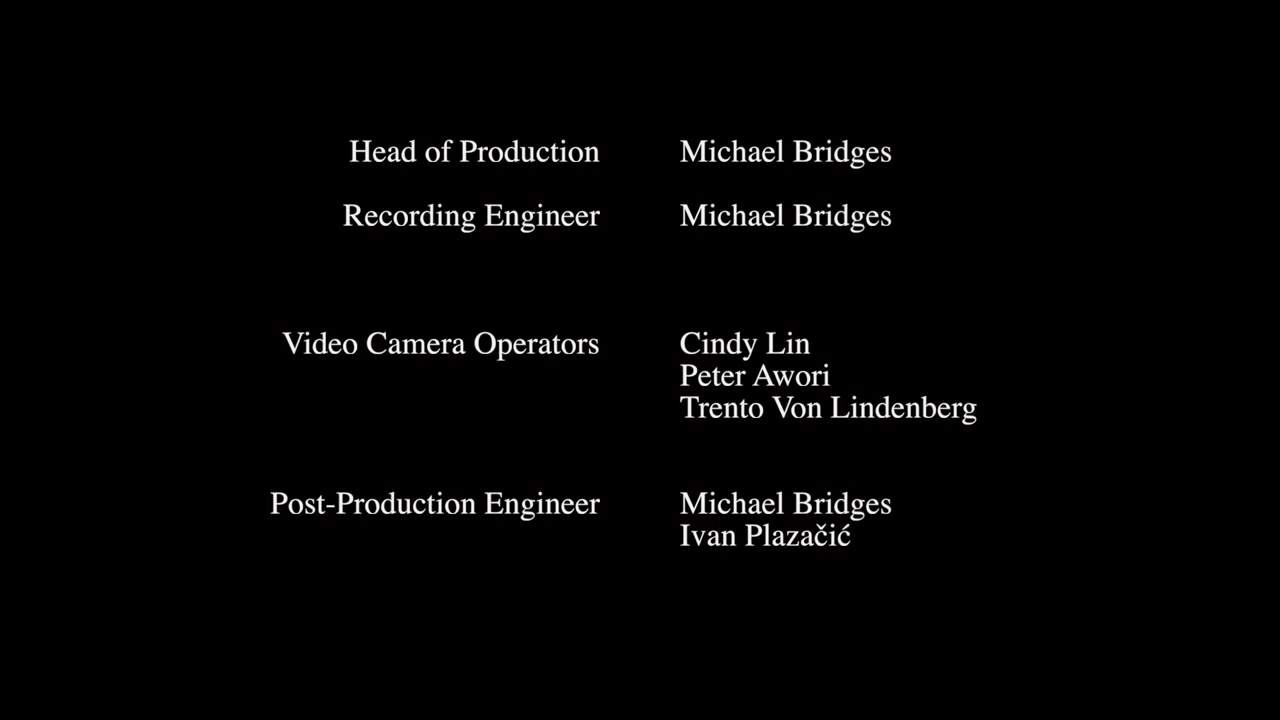 Head of Production Michael Bridges
Recording Engineer Michael Bridges
Video Camera Operators Cindy Lin
Peter Awori
Trento Von Lindenberg
Post-Production Engineer Michael Bridges
Ivan Plazačić